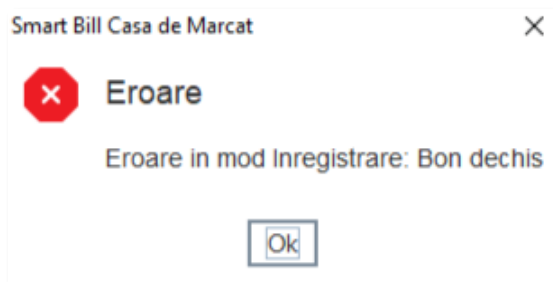 Smart Bill Casa de Marcat
Eroare
Eroare in mod Inregistrare: Bon dechis
Ok